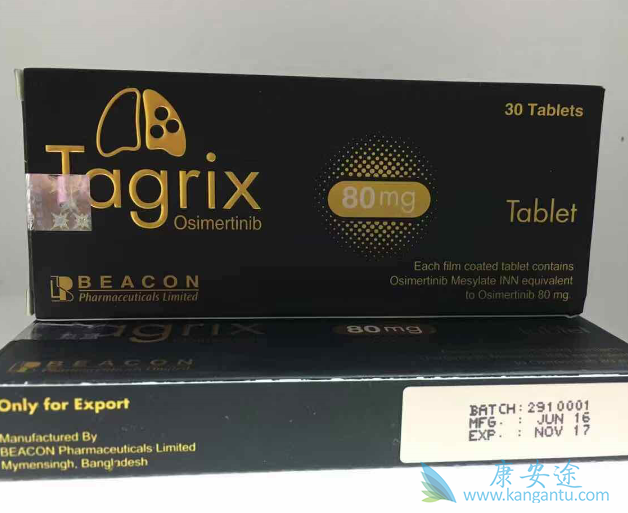 30 Tablets
Tagrix
Osimertinib
80mg
Tablet
Each film coated tablet contains
Osimertinib Mesylate INN equivalent
to Osimertinib 80 mg.
BEACON
Pharmaceuticals Limited
Tagrix
80mg
Tablet
BEACON
Only for Export
Manufactured By
BEACON Pharmaceuticals Limited
Mymensingh, Bangladesh
BATCH:2910001
MFG. : JUN 16
EXP. : NOV 17
康安途
www.kangantu.com